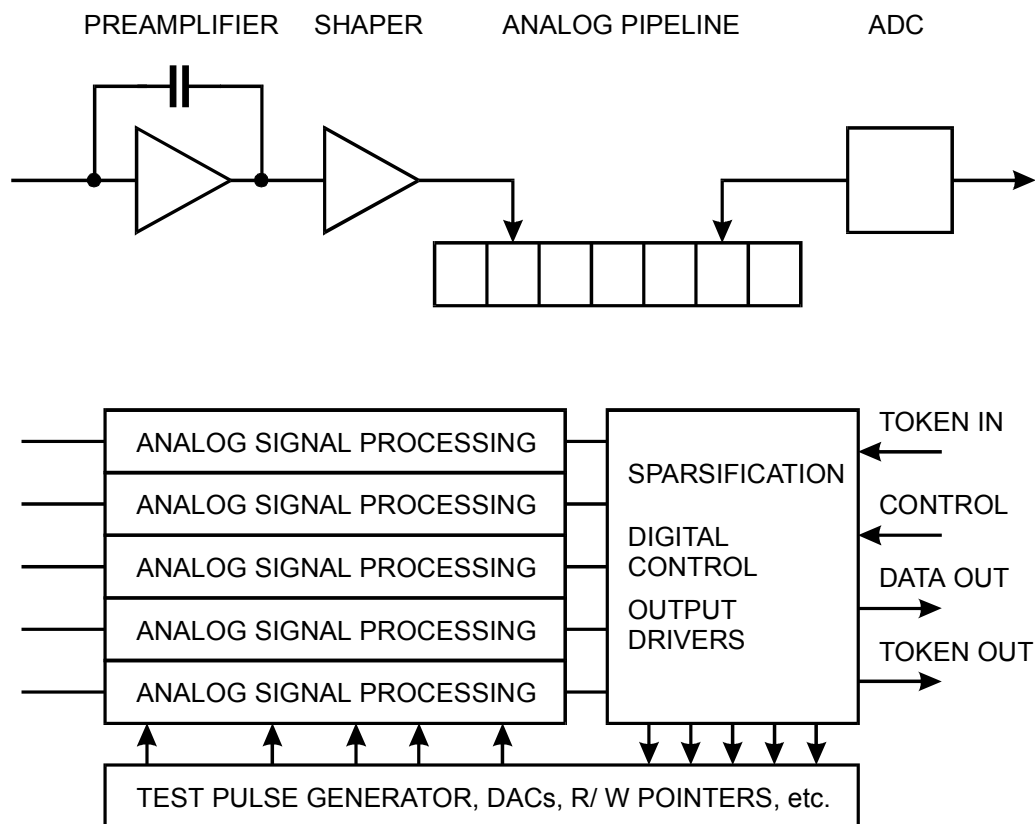 PREAMPLIFIER SHAPER ANALOG PIPELINE ADC
ANALOG SIGNAL PROCESSING
ANALOG SIGNAL PROCESSING
ANALOG SIGNAL PROCESSING
ANALOG SIGNAL PROCESSING
ANALOG SIGNAL PROCESSING
SPARSIFICATION
DIGITAL
CONTROL
OUTPUT
DRIVERS
TOKEN IN
CONTROL
DATA OUT
TOKEN OUT
TEST PULSE GENERATOR, DACs, R/ W POINTERS, etc.